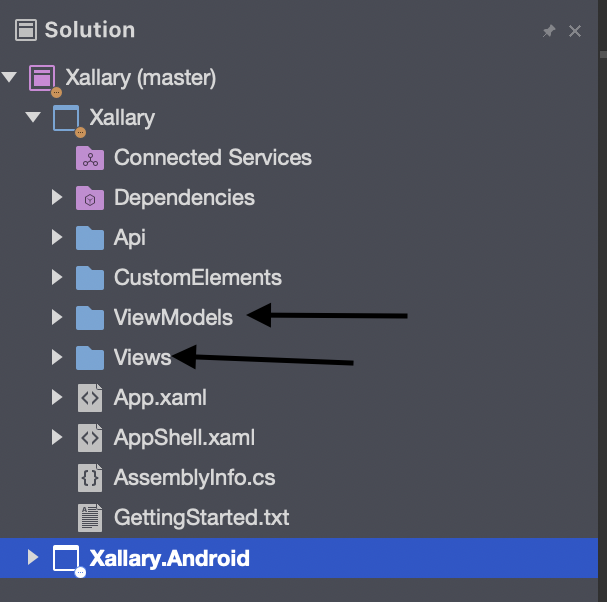 Solution
Xallary (master)
Xallary
Connected Services
Dependencies
Api
CustomElements
ViewModels
Views
App.xaml
AppShell.xaml
AssemblyInfo.cs
GettingStarted.txt
Xallary.Android